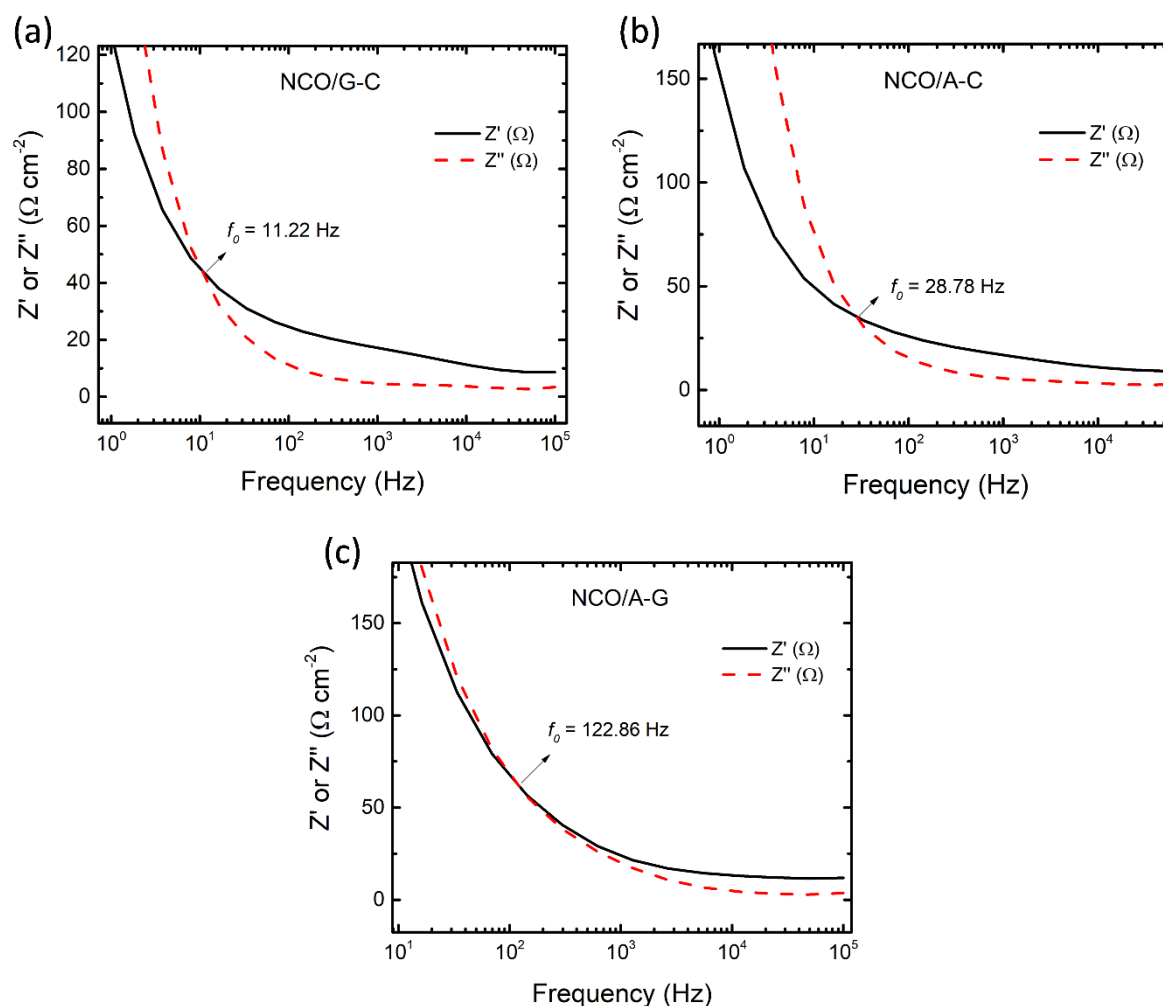 (a)
NCO/G-C
Z' (Ω)
Z'' (Ω)
f0 = 11.22 Hz
Z' or Z'' (Ω cm-2)
120
100
80
60
40
20
0
10^0 10^1 10^2 10^3 10^4 10^5
Frequency (Hz)
(b)
NCO/A-C
Z' (Ω)
Z'' (Ω)
f0 = 28.78 Hz
Z' or Z'' (Ω cm-2)
150
100
50
0
10^0 10^1 10^2 10^3 10^4
Frequency (Hz)
(c)
NCO/A-G
Z' (Ω)
Z'' (Ω)
f0 = 122.86 Hz
Z' or Z'' (Ω cm-2)
150
100
50
0
10^1 10^2 10^3 10^4 10^5
Frequency (Hz)